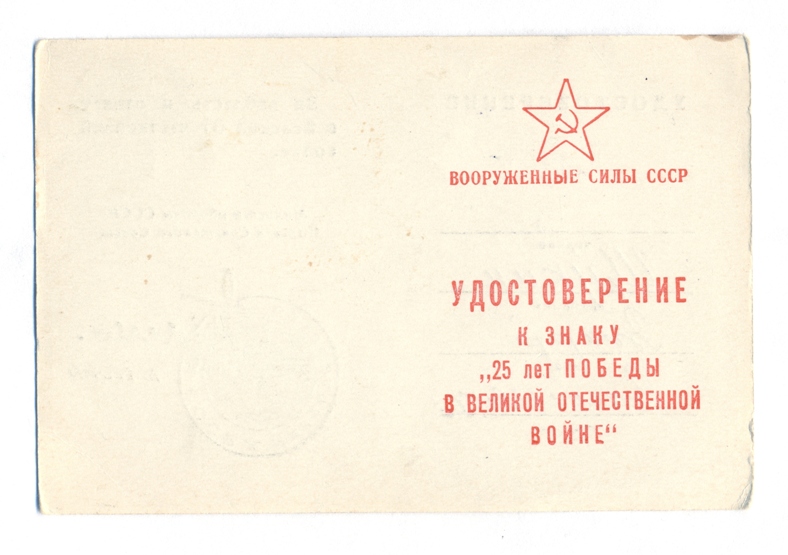 ВООРУЖЕННЫЕ СИЛЫ СССР
УДОСТОВЕРЕНИЕ
К ЗНАКУ
„25 лет ПОБЕДЫ
В ВЕЛИКОЙ ОТЕЧЕСТВЕННОЙ
ВОЙНЕ“